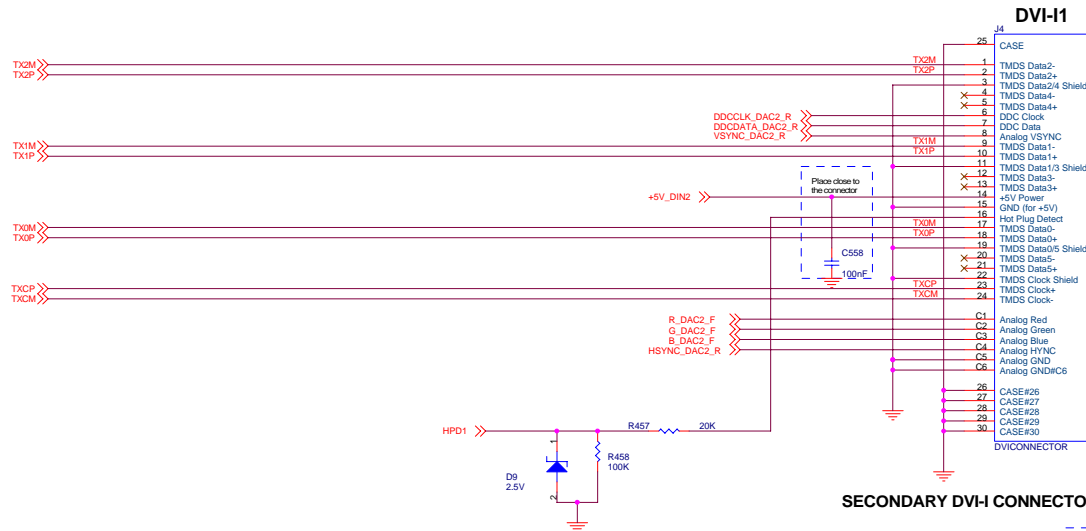 DVI-I1
J4
25 CASE
TX2M TX2M 1 TMDS Data2-
TX2P TX2P 2 TMDS Data2+
3 TMDS Data2/4 Shield
4 TMDS Data4-
5 TMDS Data4+
DDCCLK_DAC2_R 6 DDC Clock
DDCDATA_DAC2_R 7 DDC Data
VSYNC_DAC2_R 8 Analog VSYNC
TX1M TX1M 9 TMDS Data1-
TX1P TX1P 10 TMDS Data1+
11 TMDS Data1/3 Shield
12 TMDS Data3-
13 TMDS Data3+
Place close to
the connector
+5V_DIN2 14 +5V Power
15 GND (for +5V)
16 Hot Plug Detect
TX0M TX0M 17 TMDS Data0-
TX0P TX0P 18 TMDS Data0+
19 TMDS Data0/5 Shield
C558
20 TMDS Data5-
21 TMDS Data5+
100nF
22 TMDS Clock Shield
TXCP TXCP 23 TMDS Clock+
TXCM TXCM 24 TMDS Clock-
R_DAC2_F C1 Analog Red
G_DAC2_F C2 Analog Green
B_DAC2_F C3 Analog Blue
HSYNC_DAC2_R C4 Analog HYNC
C5 Analog GND
C6 Analog GND#C6
26 CASE#26
27 CASE#27
28 CASE#28
29 CASE#29
30 CASE#30
DVICONNECTOR
HPD1 R457 20K
1
R458
100K
D9
2.5V
2
SECONDARY DVI-I CONNECTO